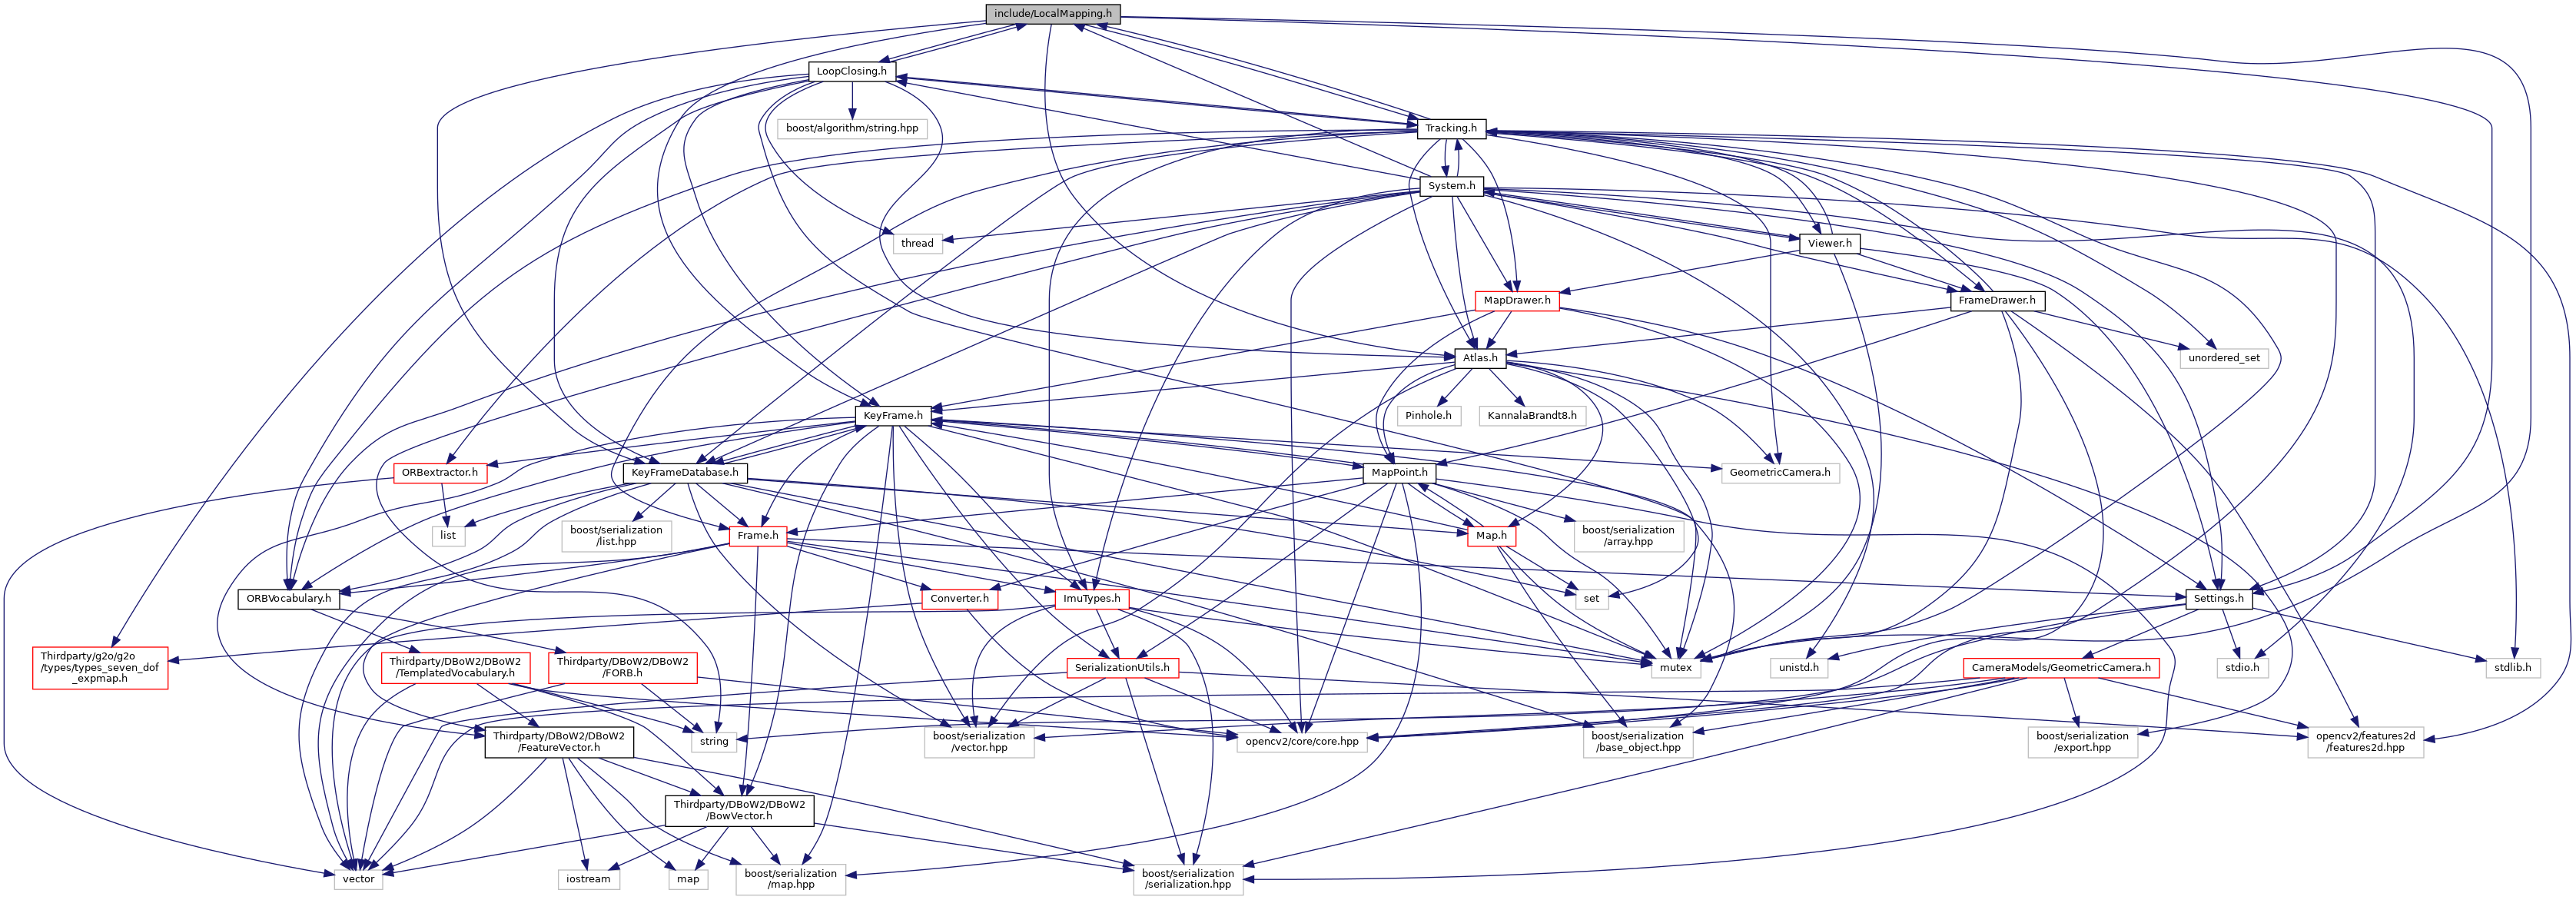 include/LocalMapping.h
LoopClosing.h
boost/algorithm/string.hpp
Tracking.h
System.h
thread
Viewer.h
MapDrawer.h
FrameDrawer.h
Atlas.h
unordered_set
KeyFrame.h
Pinhole.h
KannalaBrandt8.h
ORBextractor.h
KeyFrameDatabase.h
MapPoint.h
GeometricCamera.h
list
boost/serialization
/list.hpp
Frame.h
Map.h
boost/serialization
/array.hpp
ORBVocabulary.h
Converter.h
ImuTypes.h
set
Settings.h
Thirdparty/g2o/g2o
/types/types_seven_dof
_expmap.h
Thirdparty/DBoW2/DBoW2
/TemplatedVocabulary.h
Thirdparty/DBoW2/DBoW2
/FORB.h
SerializationUtils.h
mutex
unistd.h
CameraModels/GeometricCamera.h
stdio.h
stdlib.h
Thirdparty/DBoW2/DBoW2
/FeatureVector.h
string
boost/serialization
/vector.hpp
opencv2/core/core.hpp
boost/serialization
/base_object.hpp
boost/serialization
/export.hpp
opencv2/features2d
/features2d.hpp
Thirdparty/DBoW2/DBoW2
/BowVector.h
vector
iostream
map
boost/serialization
/map.hpp
boost/serialization
/serialization.hpp